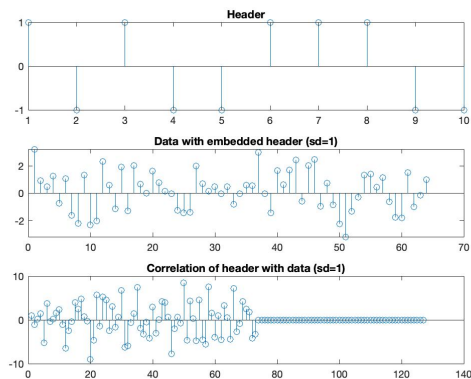 Header
1
0
-1
1 2 3 4 5 6 7 8 9 10
Data with embedded header (sd=1)
2
0
-2
0 10 20 30 40 50 60 70
Correlation of header with data (sd=1)
10
0
-10
0 20 40 60 80 100 120 140